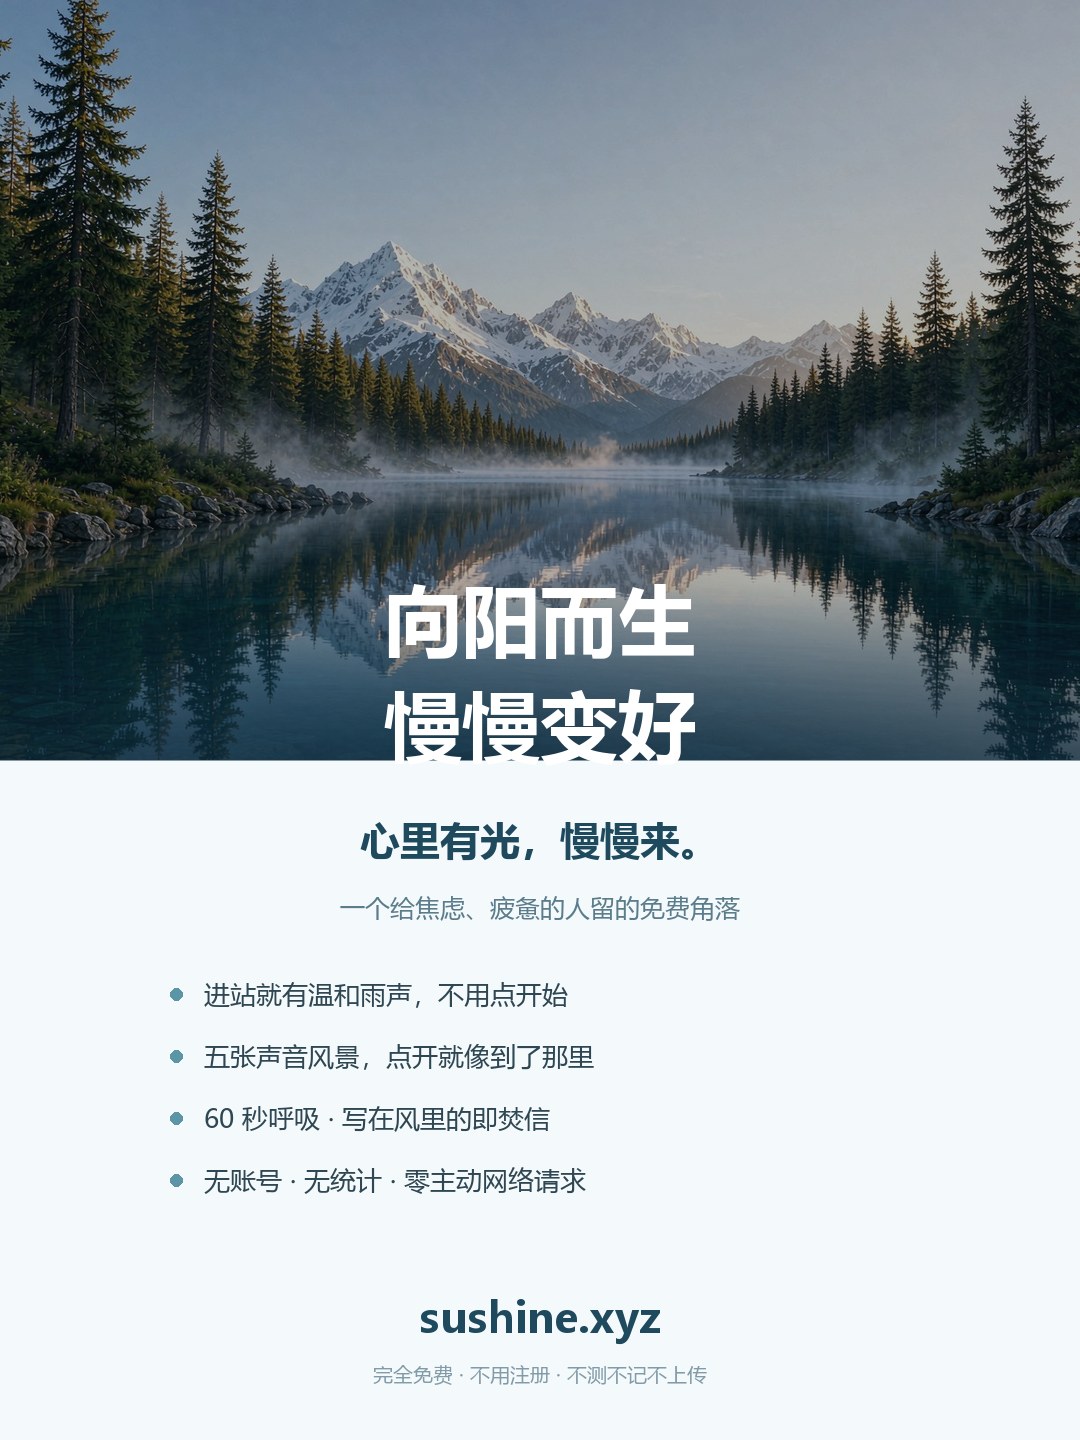 向阳而生
慢慢变好
心里有光，慢慢来。
一个给焦虑、疲惫的人留的免费角落
进站就有温和雨声，不用点开始
五张声音风景，点开就像到了那里
60 秒呼吸 · 写在风里的即焚信
无账号 · 无统计 · 零主动网络请求
sushine.xyz
完全免费 · 不用注册 · 不测不记不上传